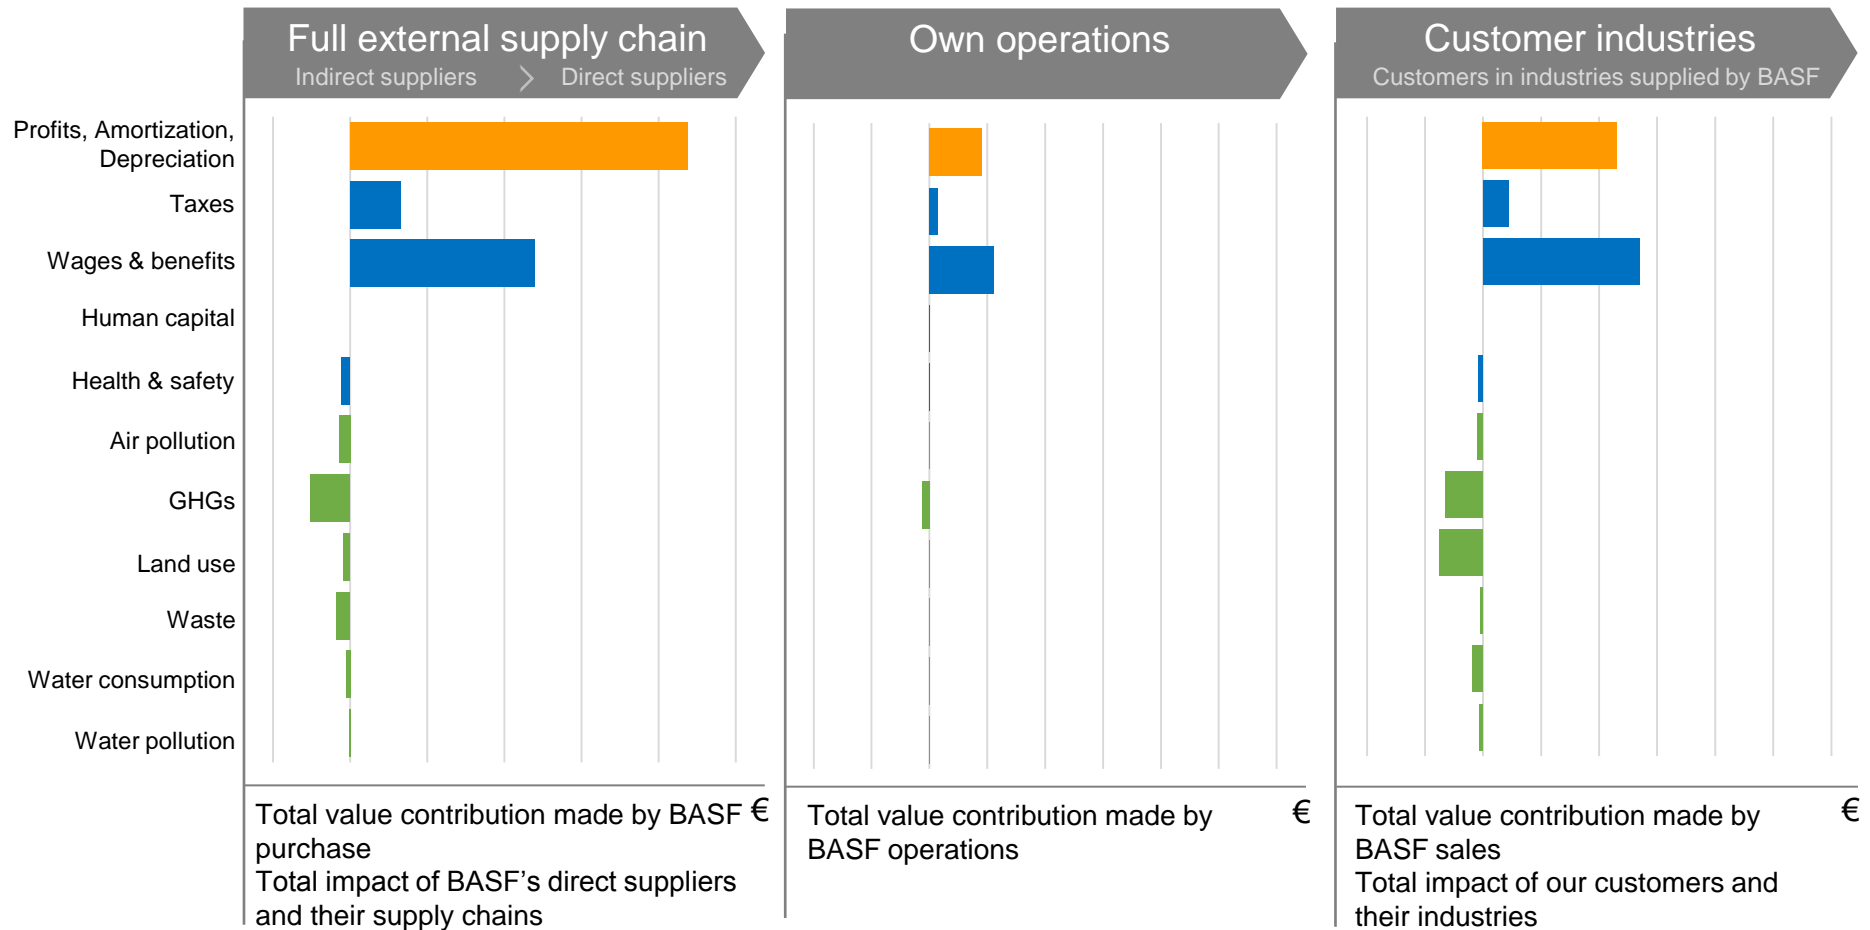 Full external supply chain
Indirect suppliers > Direct suppliers
Own operations
Customer industries
Customers in industries supplied by BASF
Profits, Amortization,
Depreciation
Taxes
Wages & benefits
Human capital
Health & safety
Air pollution
GHGs
Land use
Waste
Water consumption
Water pollution
Total value contribution made by BASF €
purchase
Total impact of BASF’s direct suppliers
and their supply chains
Total value contribution made by €
BASF operations
Total value contribution made by €
BASF sales
Total impact of our customers and
their industries